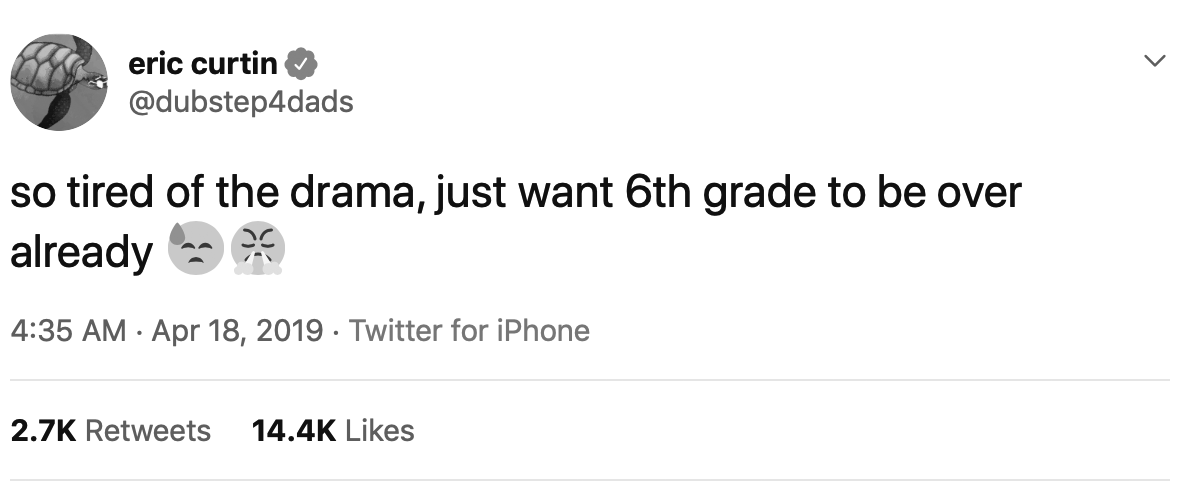 eric curtin
@dubstep4dads
so tired of the drama, just want 6th grade to be over
already 😓😤
4:35 AM · Apr 18, 2019 · Twitter for iPhone
2.7K Retweets 14.4K Likes